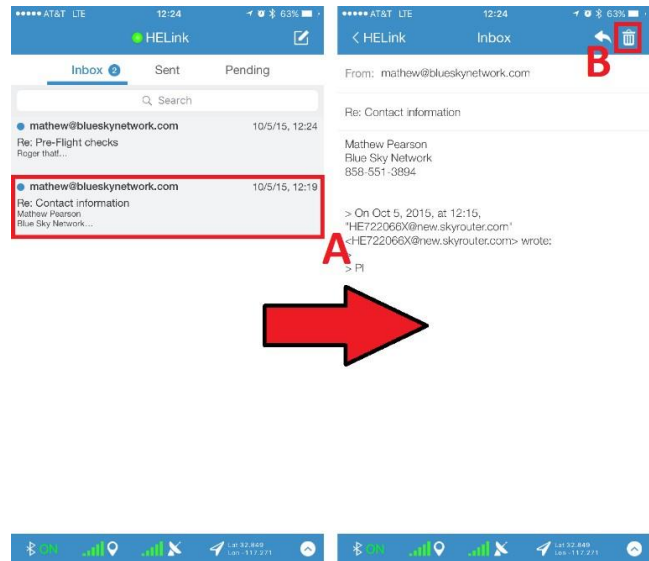 AT&T LTE 12:24 63%
HELink
Inbox 2 Sent Pending
Search
mathew@blueskynetwork.com 10/5/15, 12:24
Re: Pre-Flight checks
Roger that!...
mathew@blueskynetwork.com 10/5/15, 12:19
Re: Contact information
Mathew Pearson
Blue Sky Network...
A
ON
Lat 32.849
Lon -117.271
AT&T LTE 12:24 63%
HELink Inbox
B
From: mathew@blueskynetwork.com
Re: Contact information
Mathew Pearson
Blue Sky Network
858-551-3894
> On Oct 5, 2015, at 12:15,
"HE722066X@new.skyrouter.com"
<HE722066X@new.skyrouter.com> wrote:
>
> Pl
ON
Lat 32.849
Lon -117.271